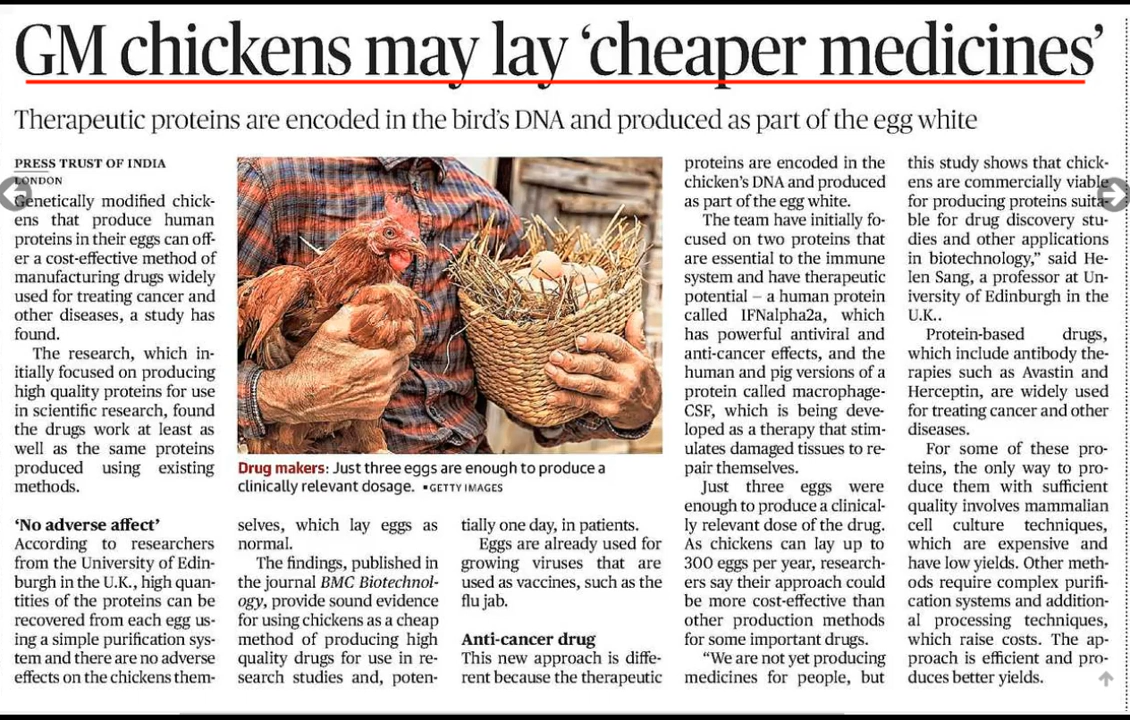 GM chickens may lay ‘cheaper medicines’
Therapeutic proteins are encoded in the bird’s DNA and produced as part of the egg white
PRESS TRUST OF INDIA
LONDON
Genetically modified chick-
ens that produce human
proteins in their eggs can off-
er a cost-effective method of
manufacturing drugs widely
used for treating cancer and
other diseases, a study has
found.
The research, which in-
itially focused on producing
high quality proteins for use
in scientific research, found
the drugs work at least as
well as the same proteins
produced using existing
methods.
‘No adverse affect’
According to researchers
from the University of Edin-
burgh in the U.K., high quan-
tities of the proteins can be
recovered from each egg us-
ing a simple purification sys-
tem and there are no adverse
effects on the chickens them-
Drug makers: Just three eggs are enough to produce a
clinically relevant dosage. ▪GETTY IMAGES
selves, which lay eggs as
normal.
The findings, published in
the journal BMC Biotechnol-
ogy, provide sound evidence
for using chickens as a cheap
method of producing high
quality drugs for use in re-
search studies and, poten-
tially one day, in patients.
Eggs are already used for
growing viruses that are
used as vaccines, such as the
flu jab.
Anti-cancer drug
This new approach is diffe-
rent because the therapeutic
proteins are encoded in the
chicken’s DNA and produced
as part of the egg white.
The team have initially fo-
cused on two proteins that
are essential to the immune
system and have therapeutic
potential – a human protein
called IFNalpha2a, which
has powerful antiviral and
anti-cancer effects, and the
human and pig versions of a
protein called macrophage-
CSF, which is being deve-
loped as a therapy that stim-
ulates damaged tissues to re-
pair themselves.
Just three eggs were
enough to produce a clinical-
ly relevant dose of the drug.
As chickens can lay up to
300 eggs per year, research-
ers say their approach could
be more cost-effective than
other production methods
for some important drugs.
“We are not yet producing
medicines for people, but
this study shows that chick-
ens are commercially viable
for producing proteins suita-
ble for drug discovery stu-
dies and other applications
in biotechnology,” said He-
len Sang, a professor at Un-
iversity of Edinburgh in the
U.K..
Protein-based drugs,
which include antibody the-
rapies such as Avastin and
Herceptin, are widely used
for treating cancer and other
diseases.
For some of these pro-
teins, the only way to pro-
duce them with sufficient
quality involves mammalian
cell culture techniques,
which are expensive and
have low yields. Other meth-
ods require complex purifi-
cation systems and addition-
al processing techniques,
which raise costs. The ap-
proach is efficient and pro-
duces better yields.